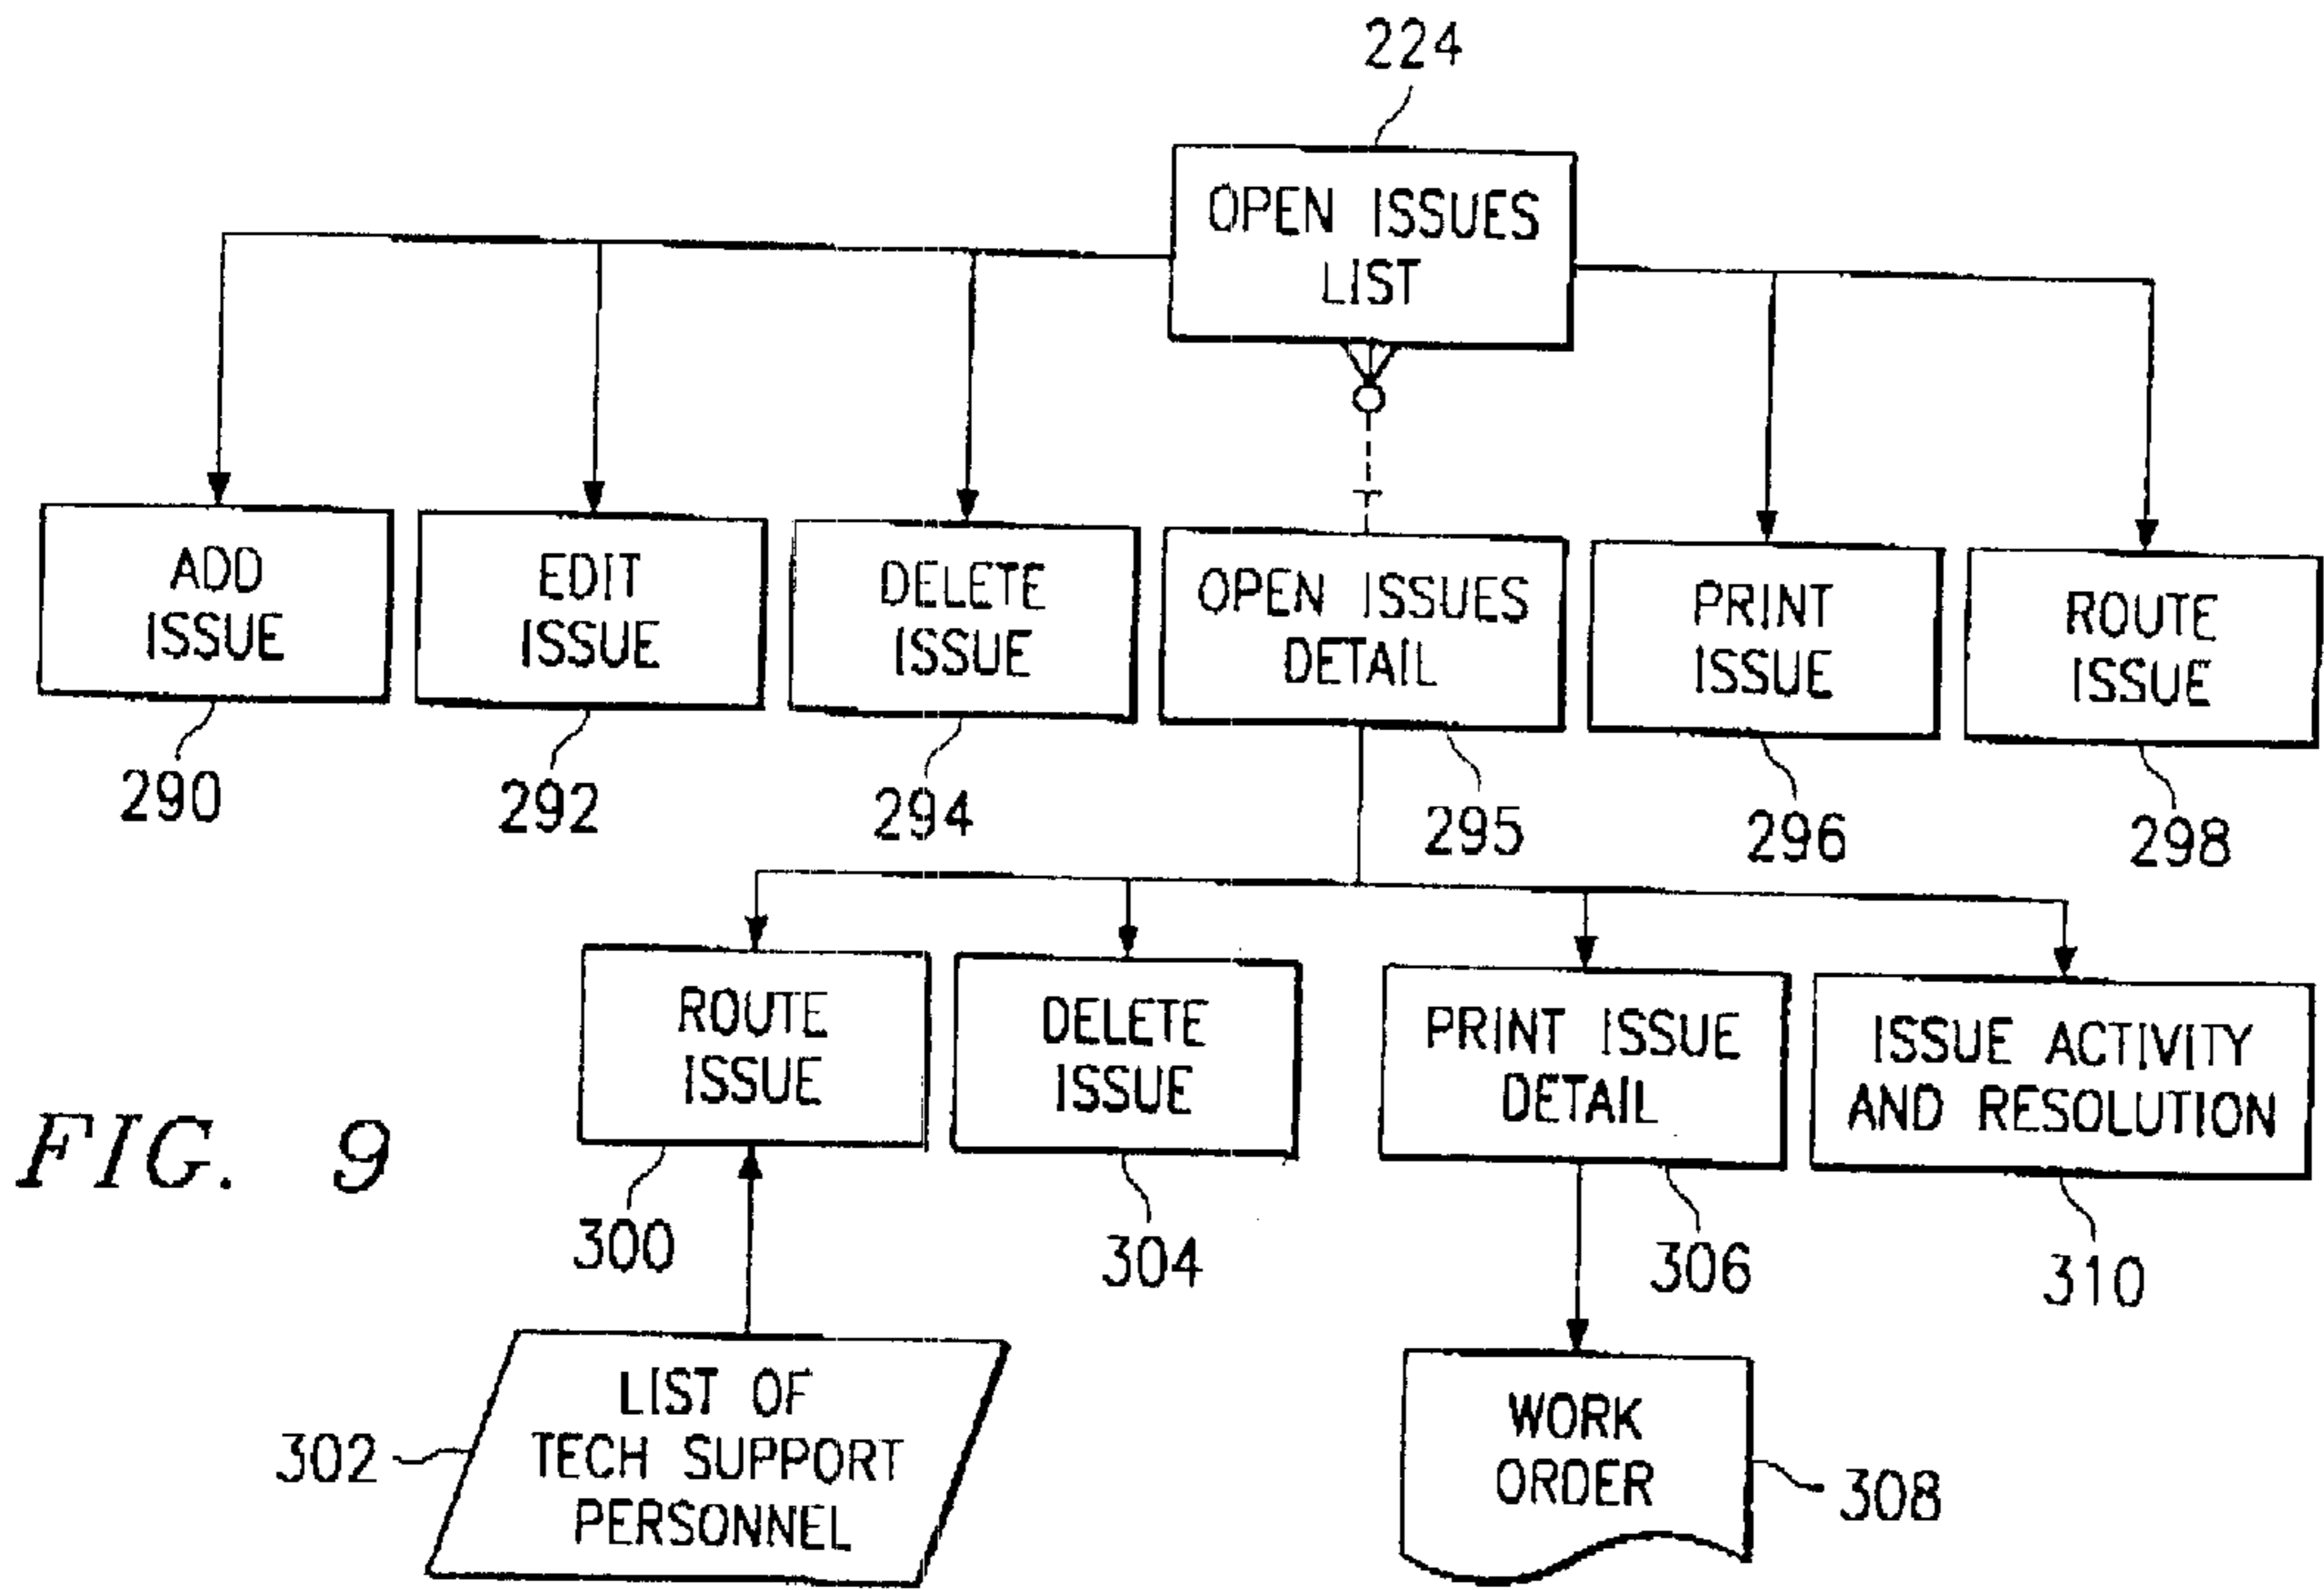 224
OPEN ISSUES
LIST
ADD
ISSUE
EDIT
ISSUE
DELETE
ISSUE
OPEN ISSUES
DETAIL
PRINT
ISSUE
ROUTE
ISSUE
290
292
294
295
296
298
ROUTE
ISSUE
DELETE
ISSUE
PRINT ISSUE
DETAIL
ISSUE ACTIVITY
AND RESOLUTION
FIG. 9
300
304
306
310
LIST OF
TECH SUPPORT
PERSONNEL
302
WORK
ORDER
308